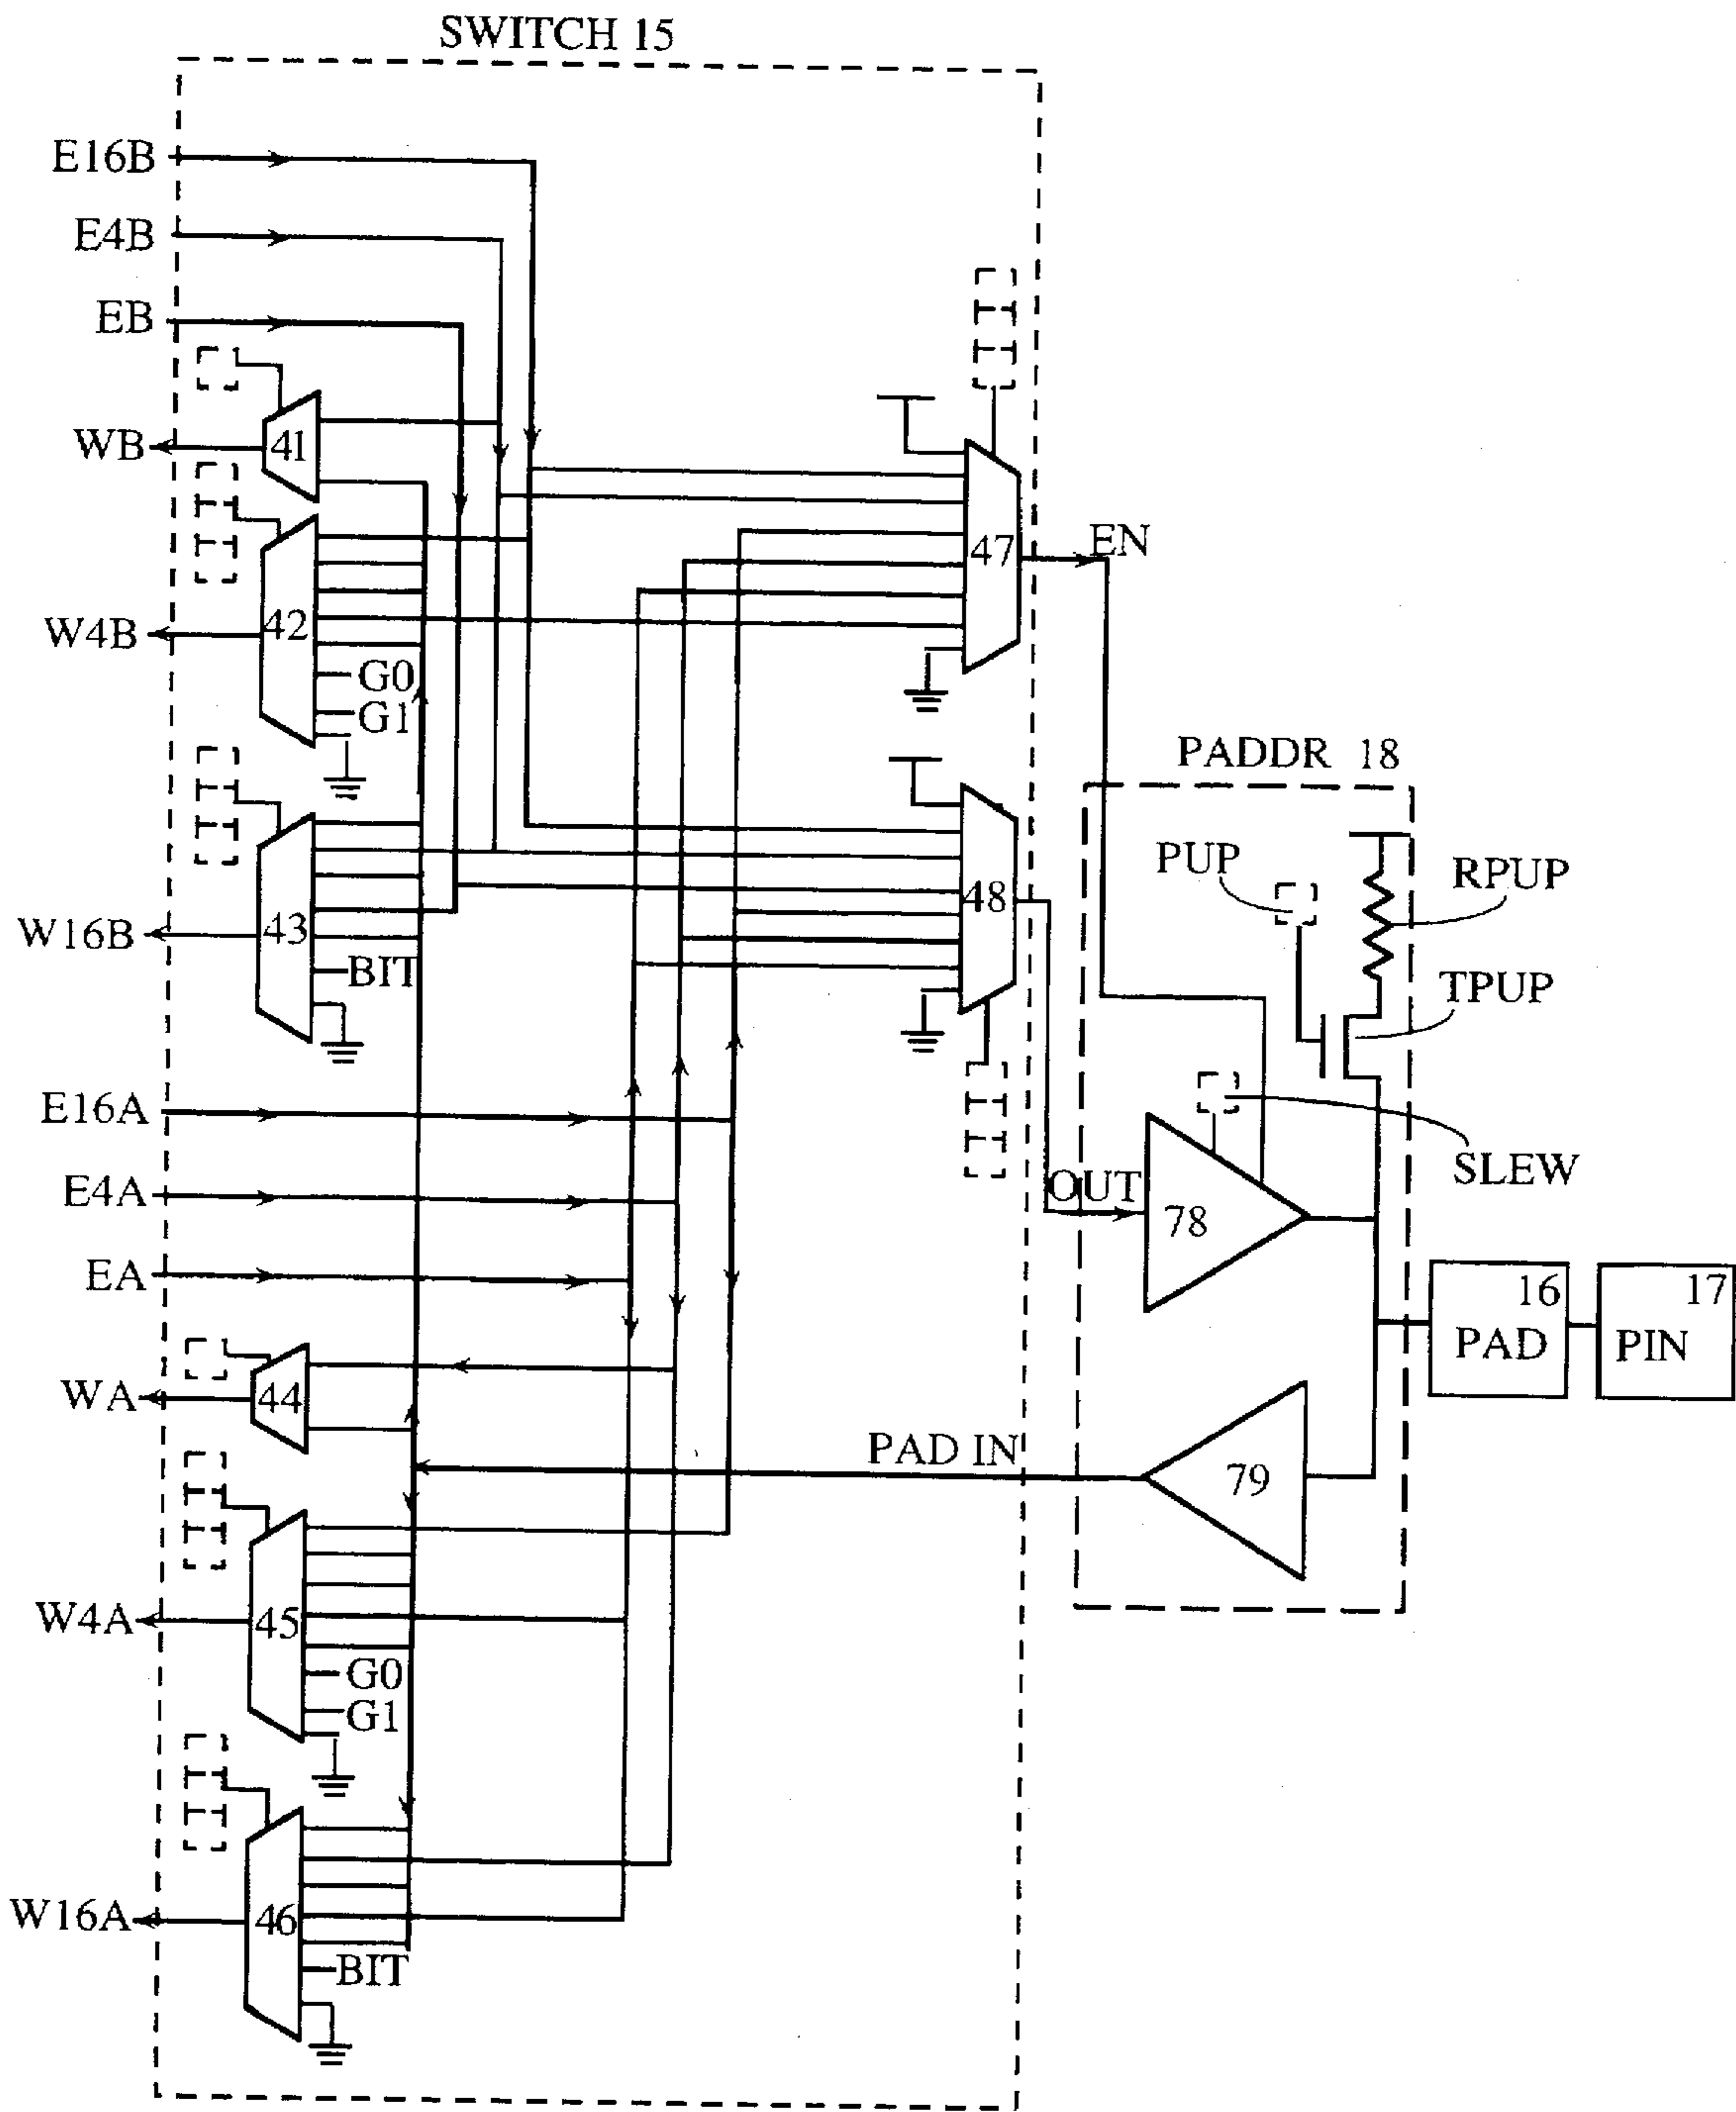 SWITCH 15
E16B
E4B
EB
41
WB
47
EN
42
W4B
G0
G1
PADDR 18
PUP
RPUP
48
43
W16B
BIT
TPUP
E16A
SLEW
E4A
OUT
78
EA
16
PAD
17
PIN
44
WA
PAD IN
79
45
W4A
G0
G1
46
W16A
BIT